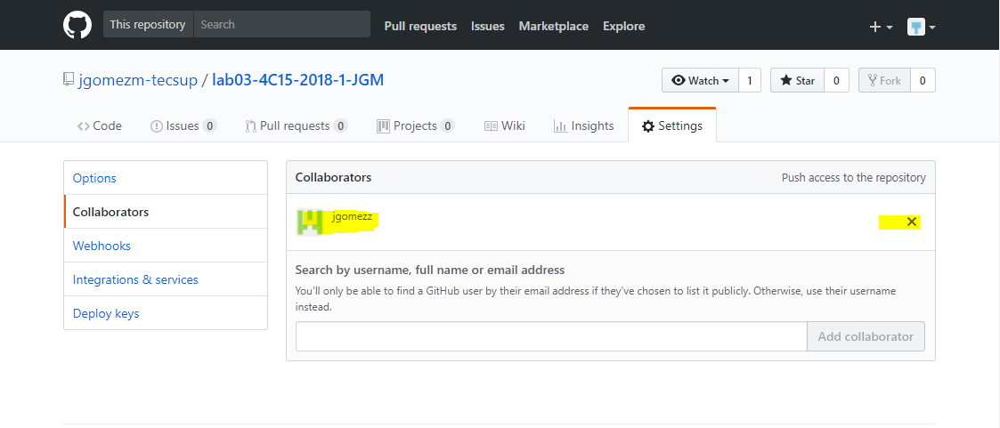 This repository Search Pull requests Issues Marketplace Explore
jgomezm-tecsup / lab03-4C15-2018-1-JGM Watch 1 Star 0 Fork 0
Code Issues 0 Pull requests 0 Projects 0 Wiki Insights Settings
Options
Collaborators
Webhooks
Integrations & services
Deploy keys
Collaborators Push access to the repository
jgomezz
Search by username, full name or email address
You'll only be able to find a GitHub user by their email address if they've chosen to list it publicly. Otherwise, use their username
instead.
Add collaborator